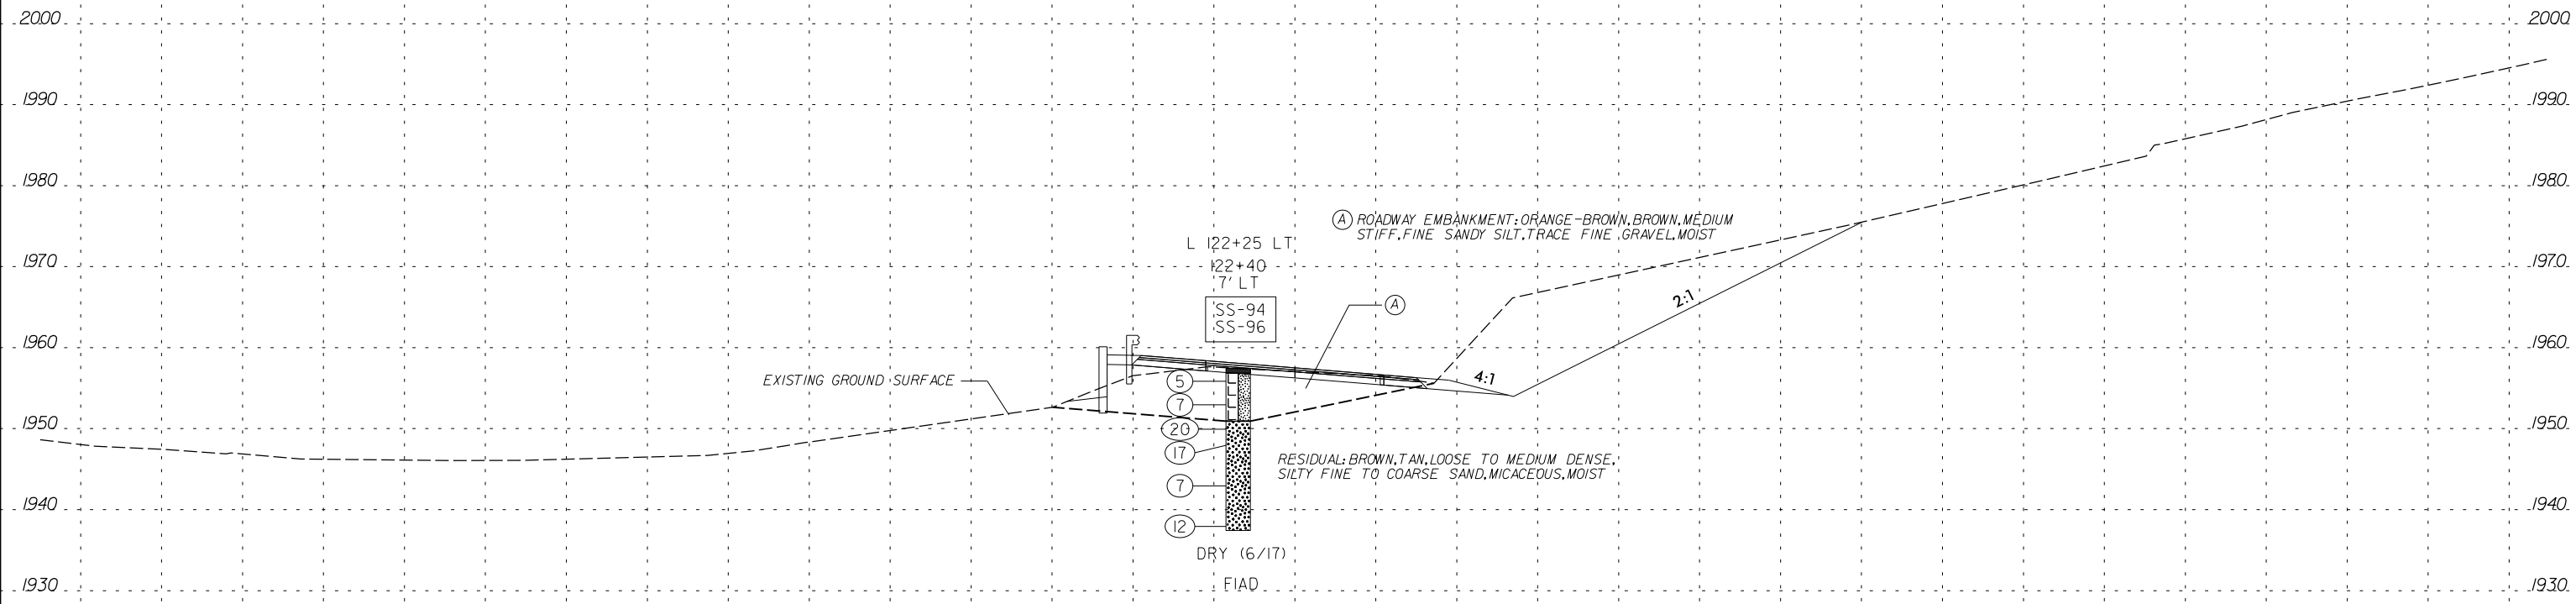 2000 2000
1990 1990
1980 1980
Ⓐ ROADWAY EMBANKMENT: ORANGE-BROWN, BROWN, MEDIUM
STIFF, FINE SANDY SILT, TRACE FINE GRAVEL, MOIST
L 122+25 LT
1970 1970
122+40
7' LT
2:1
SS-94
SS-96
A
1960 1960
EXISTING GROUND SURFACE
4:1
5
7
1950 1950
20
17
RESIDUAL: BROWN, TAN, LOOSE TO MEDIUM DENSE,
SILTY FINE TO COARSE SAND, MICACEOUS, MOIST
7
1940 1940
12
DRY (6/17)
FIAD
1930 1930